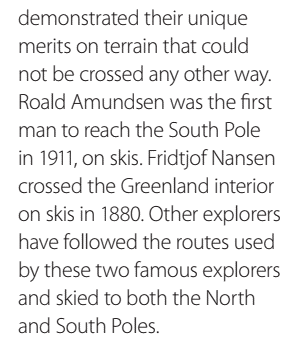 demonstrated their unique
merits on terrain that could
not be crossed any other way.
Roald Amundsen was the first
man to reach the South Pole
in 1911, on skis. Fridtjof Nansen
crossed the Greenland interior
on skis in 1880. Other explorers
have followed the routes used
by these two famous explorers
and skied to both the North
and South Poles.